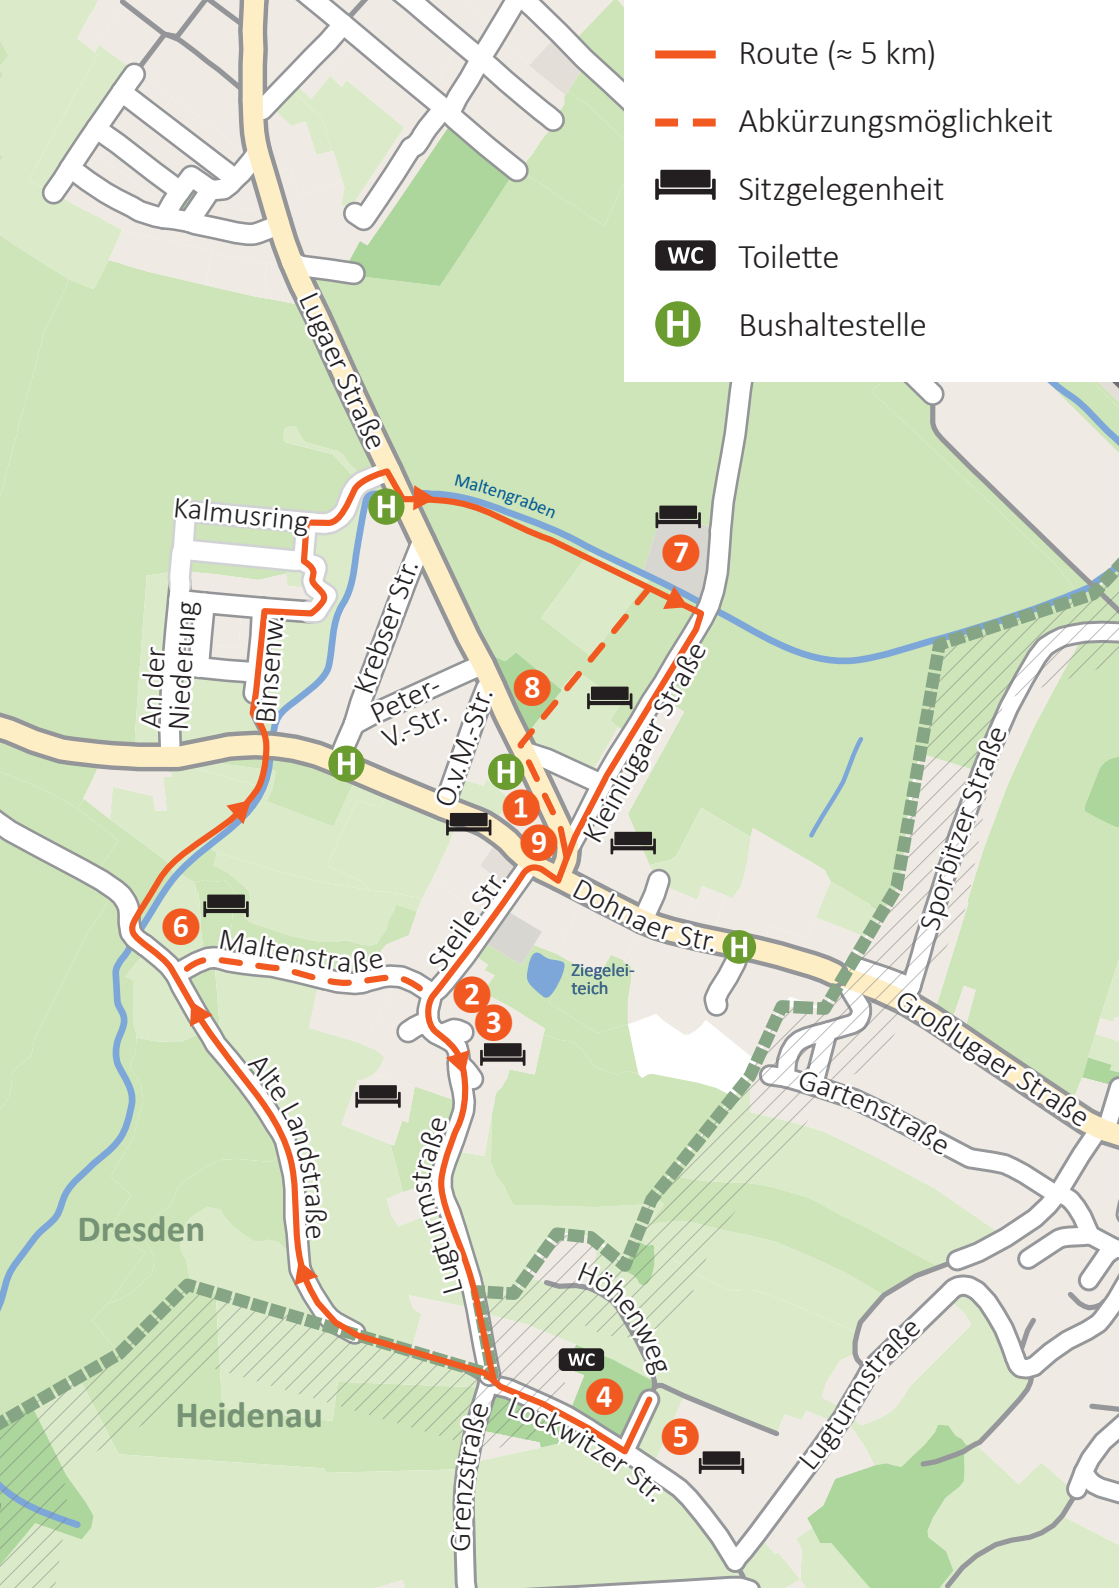 Route (≈ 5 km)
Abkürzungsmöglichkeit
Sitzgelegenheit
WC
Toilette
H
Bushaltestelle
Lugaer Straße
Maltengraben
Kalmusring
H
7
Krebser Str.
An der
Niederung
Binsenw.
Peter-
V.-Str.
O.v.M.-Str.
8
Kleinlugaer Straße
H
H
1
9
Sporbitzer Straße
Dohnaer Str.
H
Steile Str.
6
Maltenstraße
Ziegelei-
teich
2
3
Großlugaer Straße
Gartenstraße
Alte Landstraße
Lugturmstraße
Dresden
Höhenweg
WC
4
5
Heidenau
Lockwitzer Str.
Grenzstraße
Lugturmstraße